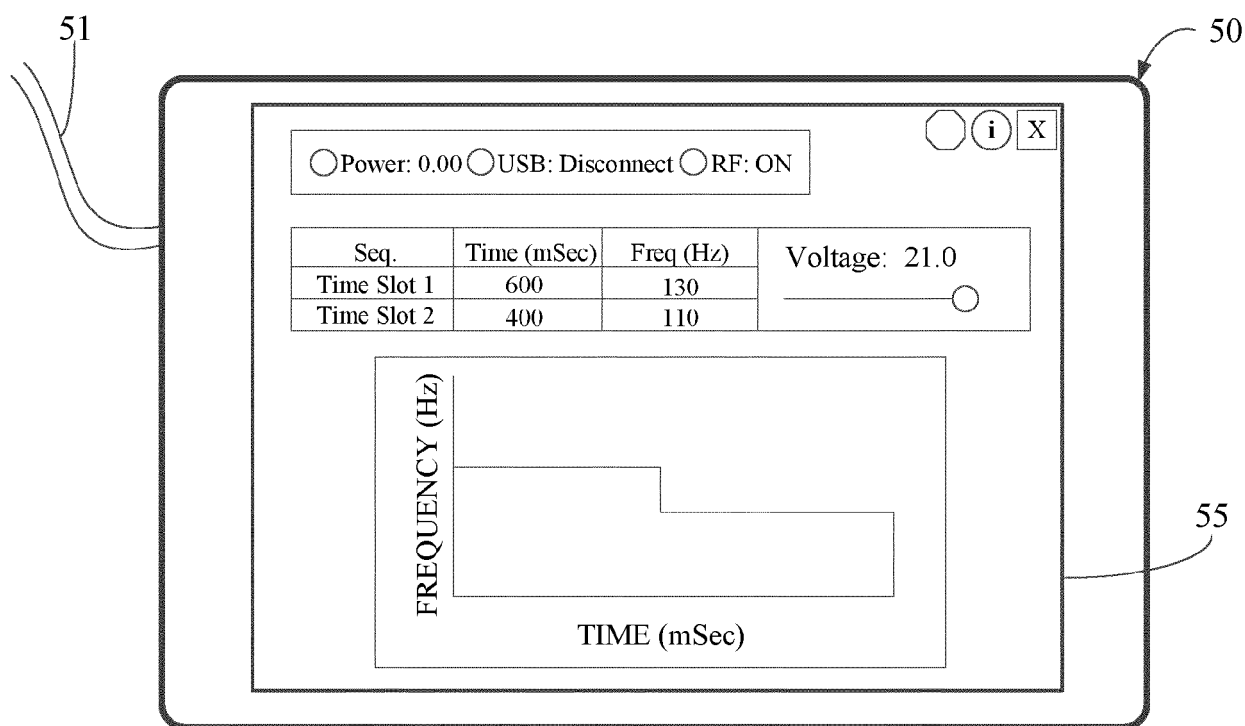 51
50
i X
Power: 0.00 USB: Disconnect RF: ON
Seq. Time (mSec) Freq (Hz) Voltage: 21.0
Time Slot 1 600 130
Time Slot 2 400 110
FREQUENCY (Hz)
55
TIME (mSec)